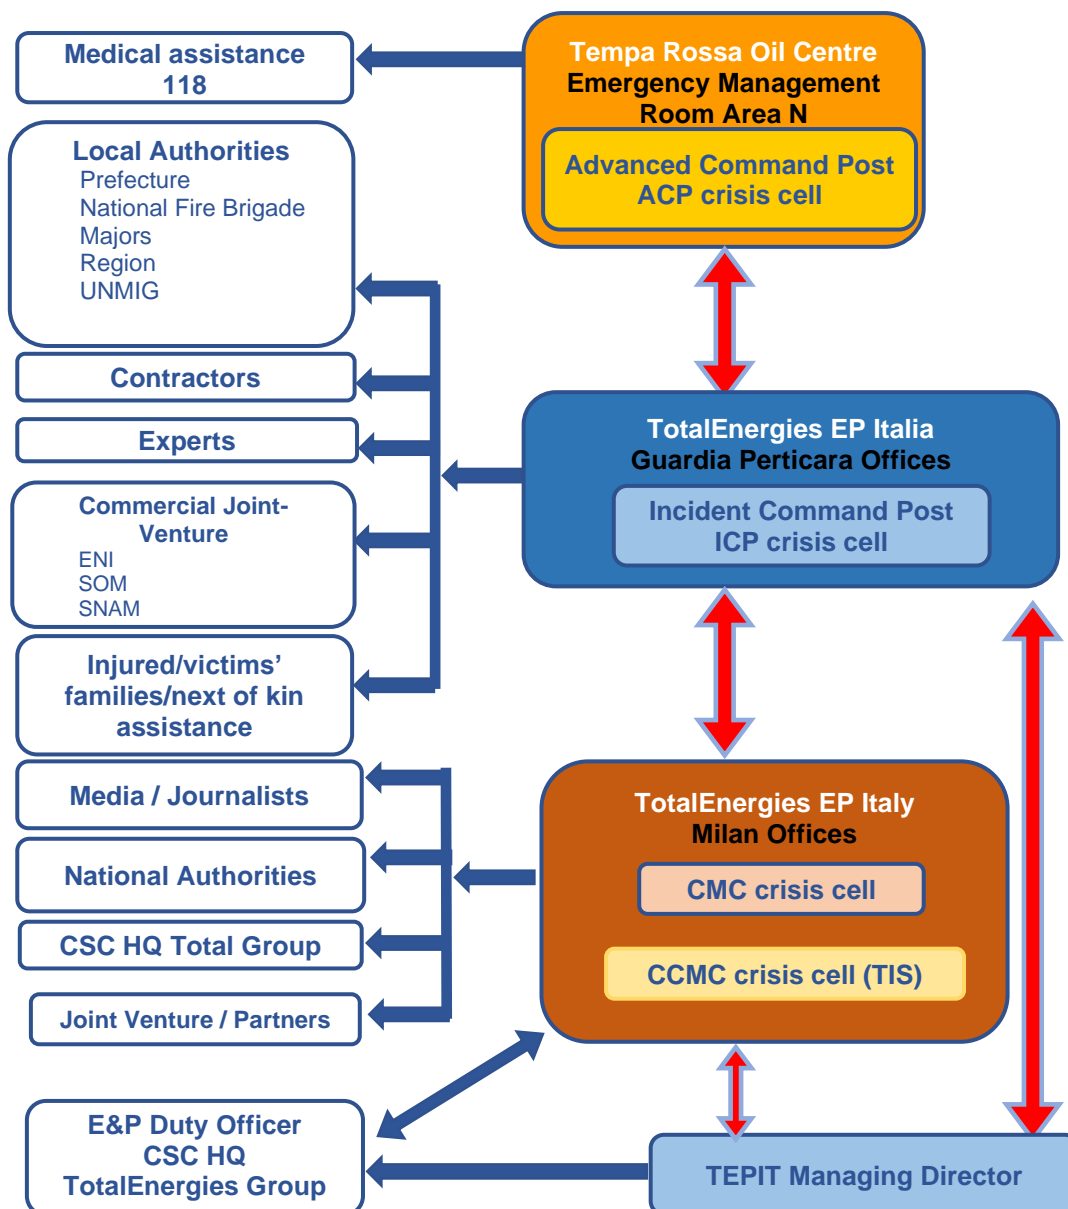 Medical assistance
118
Tempa Rossa Oil Centre
Emergency Management
Room Area N
Advanced Command Post
ACP crisis cell
Local Authorities
Prefecture
National Fire Brigade
Majors
Region
UNMIG
Contractors
Experts
Commercial Joint-
Venture
ENI
SOM
SNAM
Injured/victims’
families/next of kin
assistance
TotalEnergies EP Italia
Guardia Perticara Offices
Incident Command Post
ICP crisis cell
Media / Journalists
National Authorities
CSC HQ Total Group
Joint Venture / Partners
TotalEnergies EP Italy
Milan Offices
CMC crisis cell
CCMC crisis cell (TIS)
E&P Duty Officer
CSC HQ
TotalEnergies Group
TEPIT Managing Director